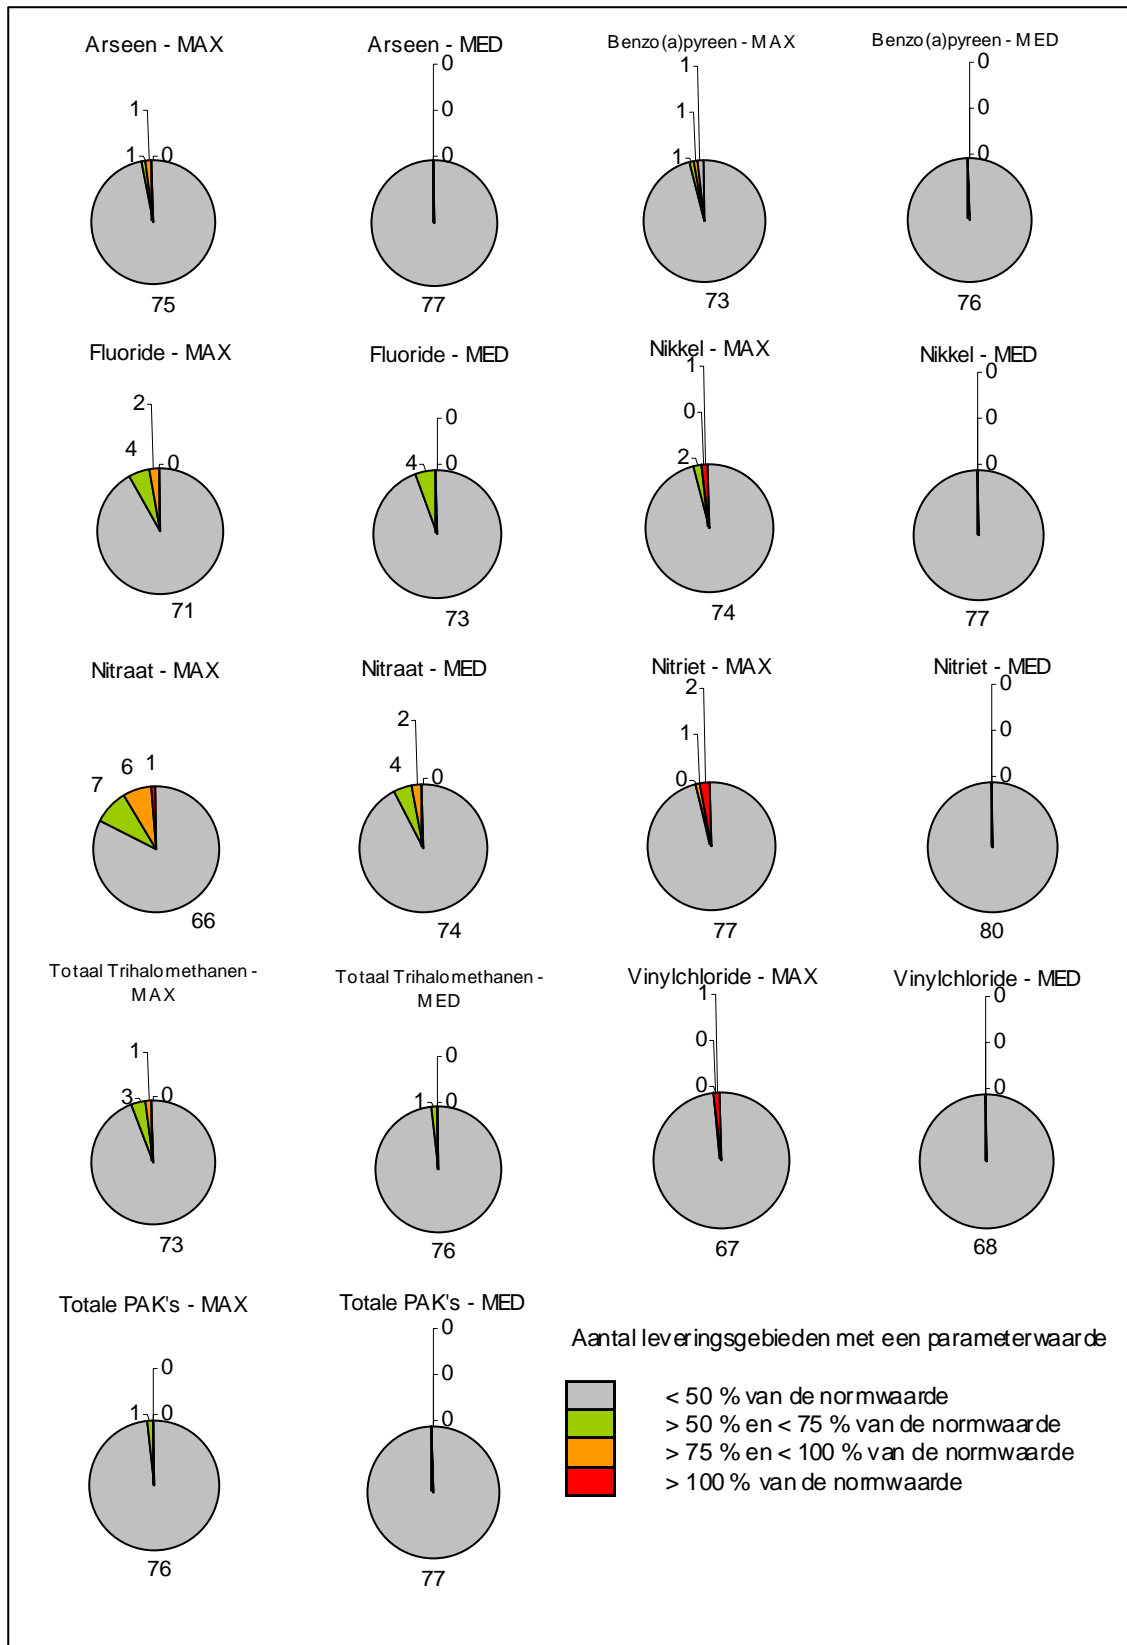 Arseen - MAX
1
1
0
75
Arseen - MED
0
0
0
77
Benzo(a)pyreen - MAX
1
1
1
73
Benzo(a)pyreen - MED
0
0
0
76
Fluoride - MAX
2
4
0
71
Fluoride - MED
0
4
0
73
Nikkel - MAX
1
0
2
74
Nikkel - MED
0
0
0
77
Nitraat - MAX
7
6
1
66
Nitraat - MED
2
4
0
74
Nitriet - MAX
2
1
0
77
Nitriet - MED
0
0
0
80
Totaal Trihalomethanen -
MAX
1
3
0
73
Totaal Trihalomethanen -
MED
0
1
0
76
Vinylchloride - MAX
1
0
0
67
Vinylchloride - MED
0
0
0
68
Totale PAK's - MAX
0
1
0
76
Totale PAK's - MED
0
0
0
77
Aantal leveringsgebieden met een parameterwaarde
< 50 % van de normwaarde
> 50 % en < 75 % van de normwaarde
> 75 % en < 100 % van de normwaarde
> 100 % van de normwaarde